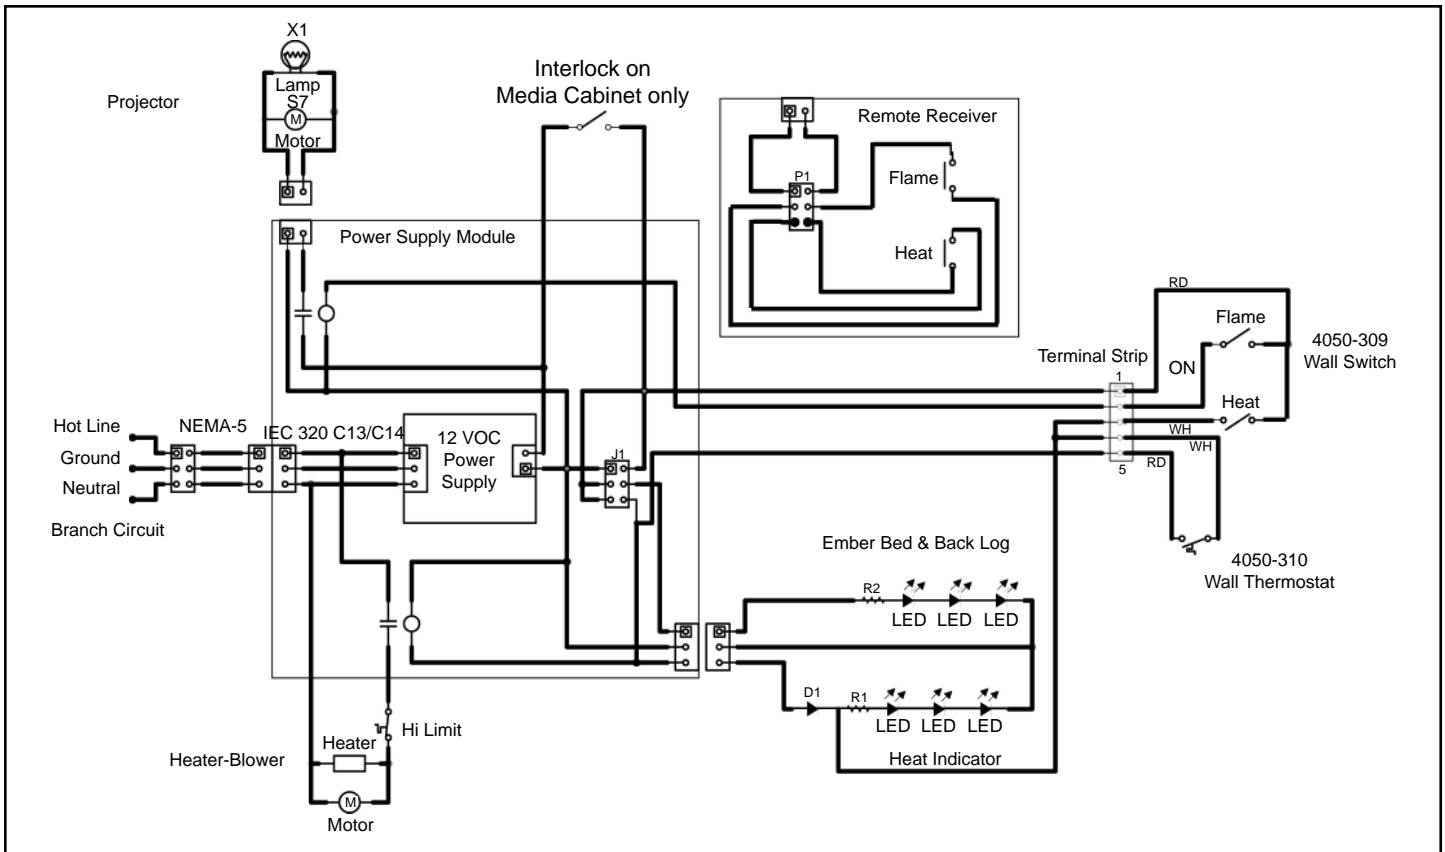 X1
Lamp
S7
M
Motor
Projector
Interlock on
Media Cabinet only
Remote Receiver
P1
Flame
Heat
Power Supply Module
RD
Flame
4050-309
Wall Switch
Terminal Strip
1
ON
Heat
WH
WH
RD
5
Hot Line
NEMA-5
IEC 320 C13/C14
Ground
Neutral
Branch Circuit
12 VOC
Power
Supply
J1
4050-310
Wall Thermostat
Ember Bed & Back Log
R2
LED LED LED
D1
R1
LED LED LED
Heat Indicator
Hi Limit
Heater
Heater-Blower
M
Motor